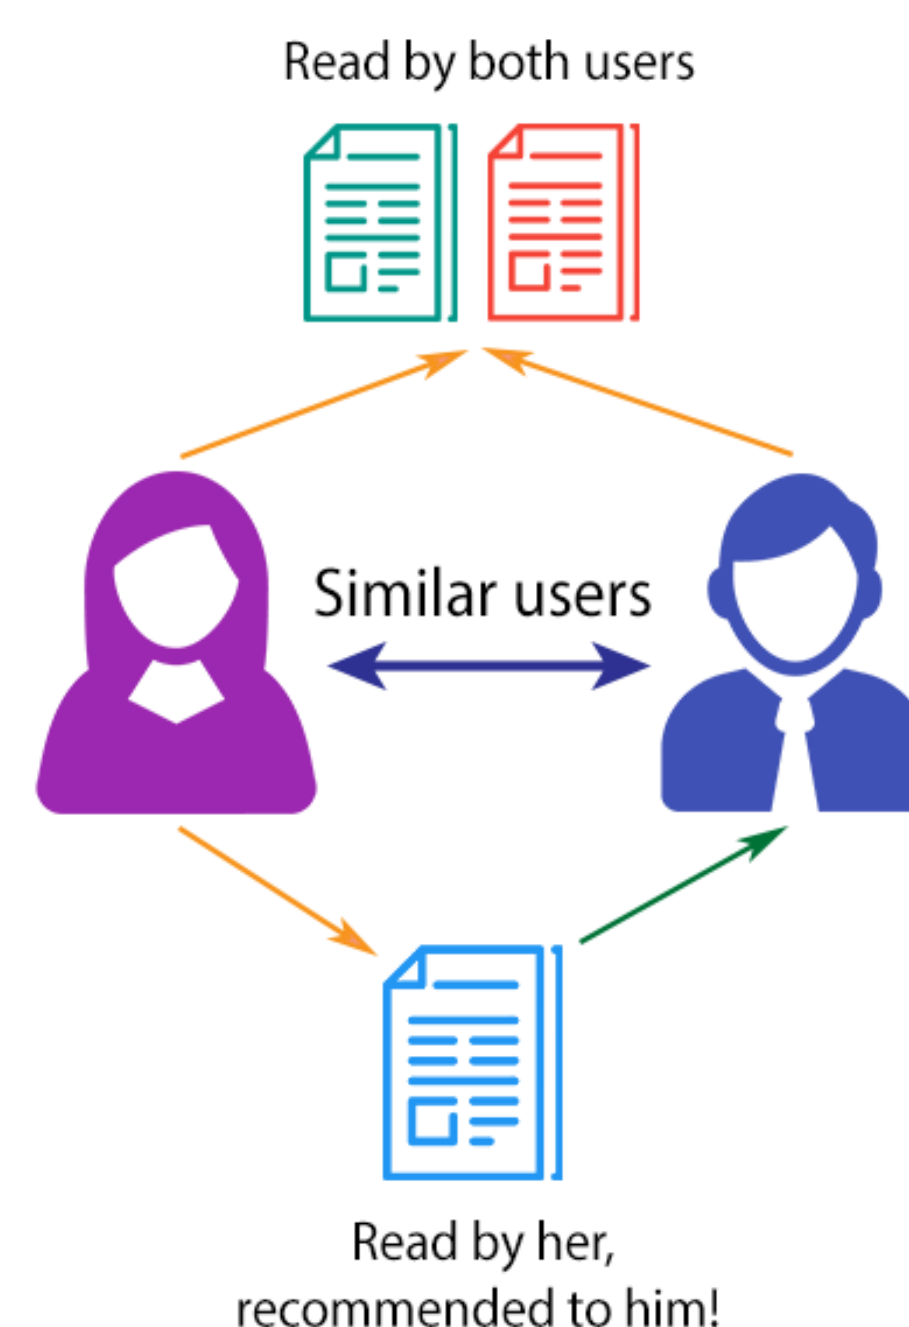 Read by both users
Similar users
Read by her,
recommended to him!